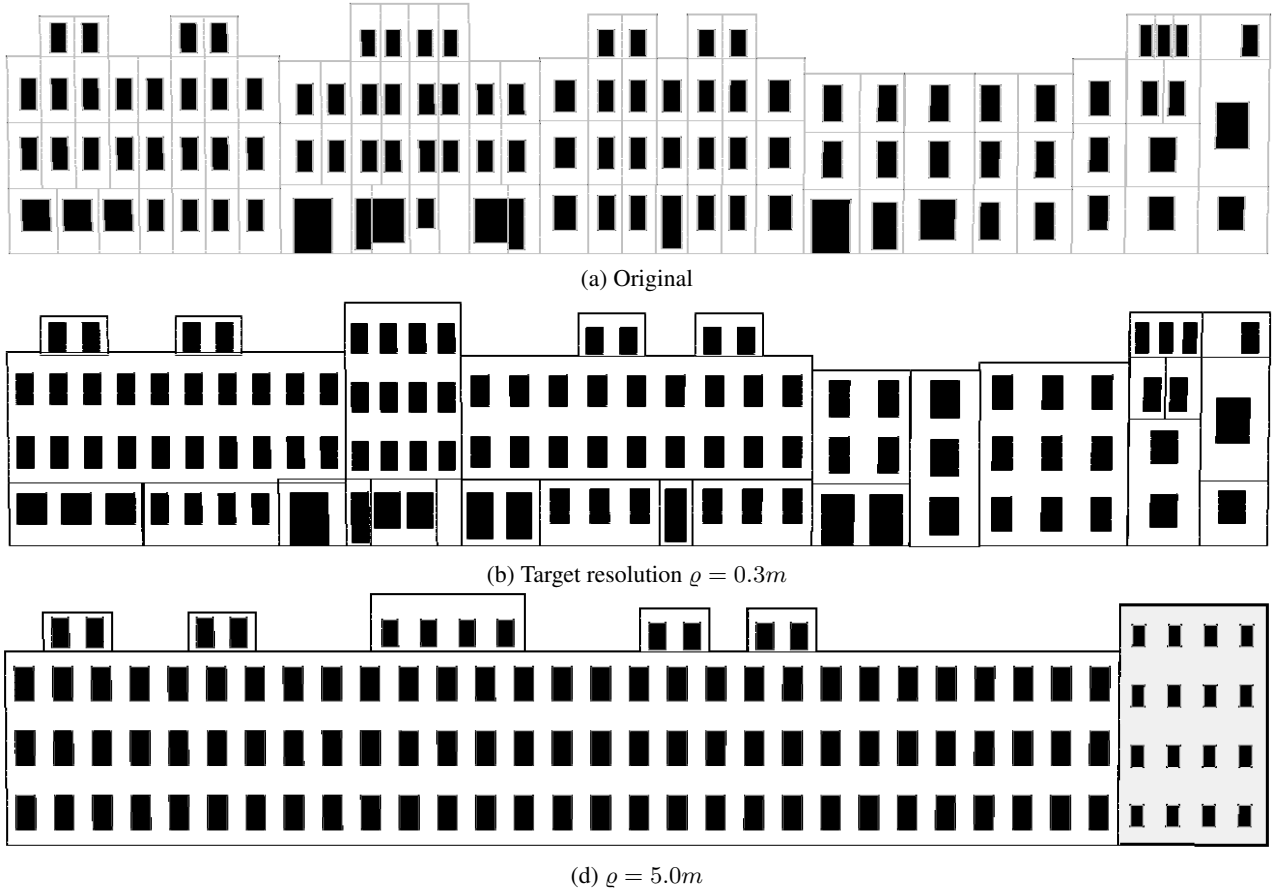 (a) Original
(b) Target resolution ϱ = 0.3m
(d) ϱ = 5.0m